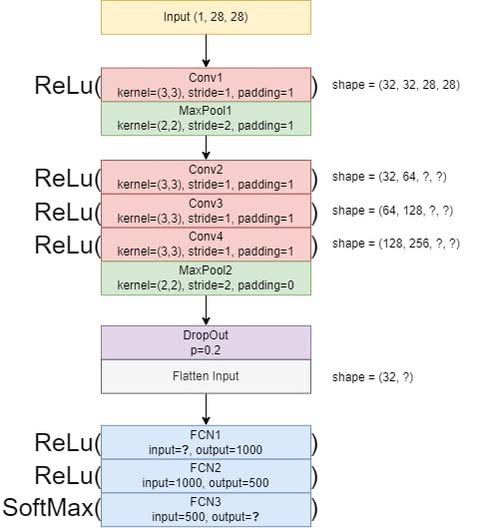 Input (1, 28, 28)
ReLu( Conv1 ) shape = (32, 32, 28, 28)
kernel=(3,3), stride=1, padding=1
MaxPool1
kernel=(2,2), stride=2, padding=1
ReLu( Conv2 ) shape = (32, 64, ?, ?)
kernel=(3,3), stride=1, padding=1
ReLu( Conv3 ) shape = (64, 128, ?, ?)
kernel=(3,3), stride=1, padding=1
ReLu( Conv4 ) shape = (128, 256, ?, ?)
kernel=(3,3), stride=1, padding=1
MaxPool2
kernel=(2,2), stride=2, padding=0
DropOut
p=0.2
Flatten Input shape = (32, ?)
ReLu( FCN1 )
input=?, output=1000
ReLu( FCN2 )
input=1000, output=500
SoftMax( FCN3 )
input=500, output=?